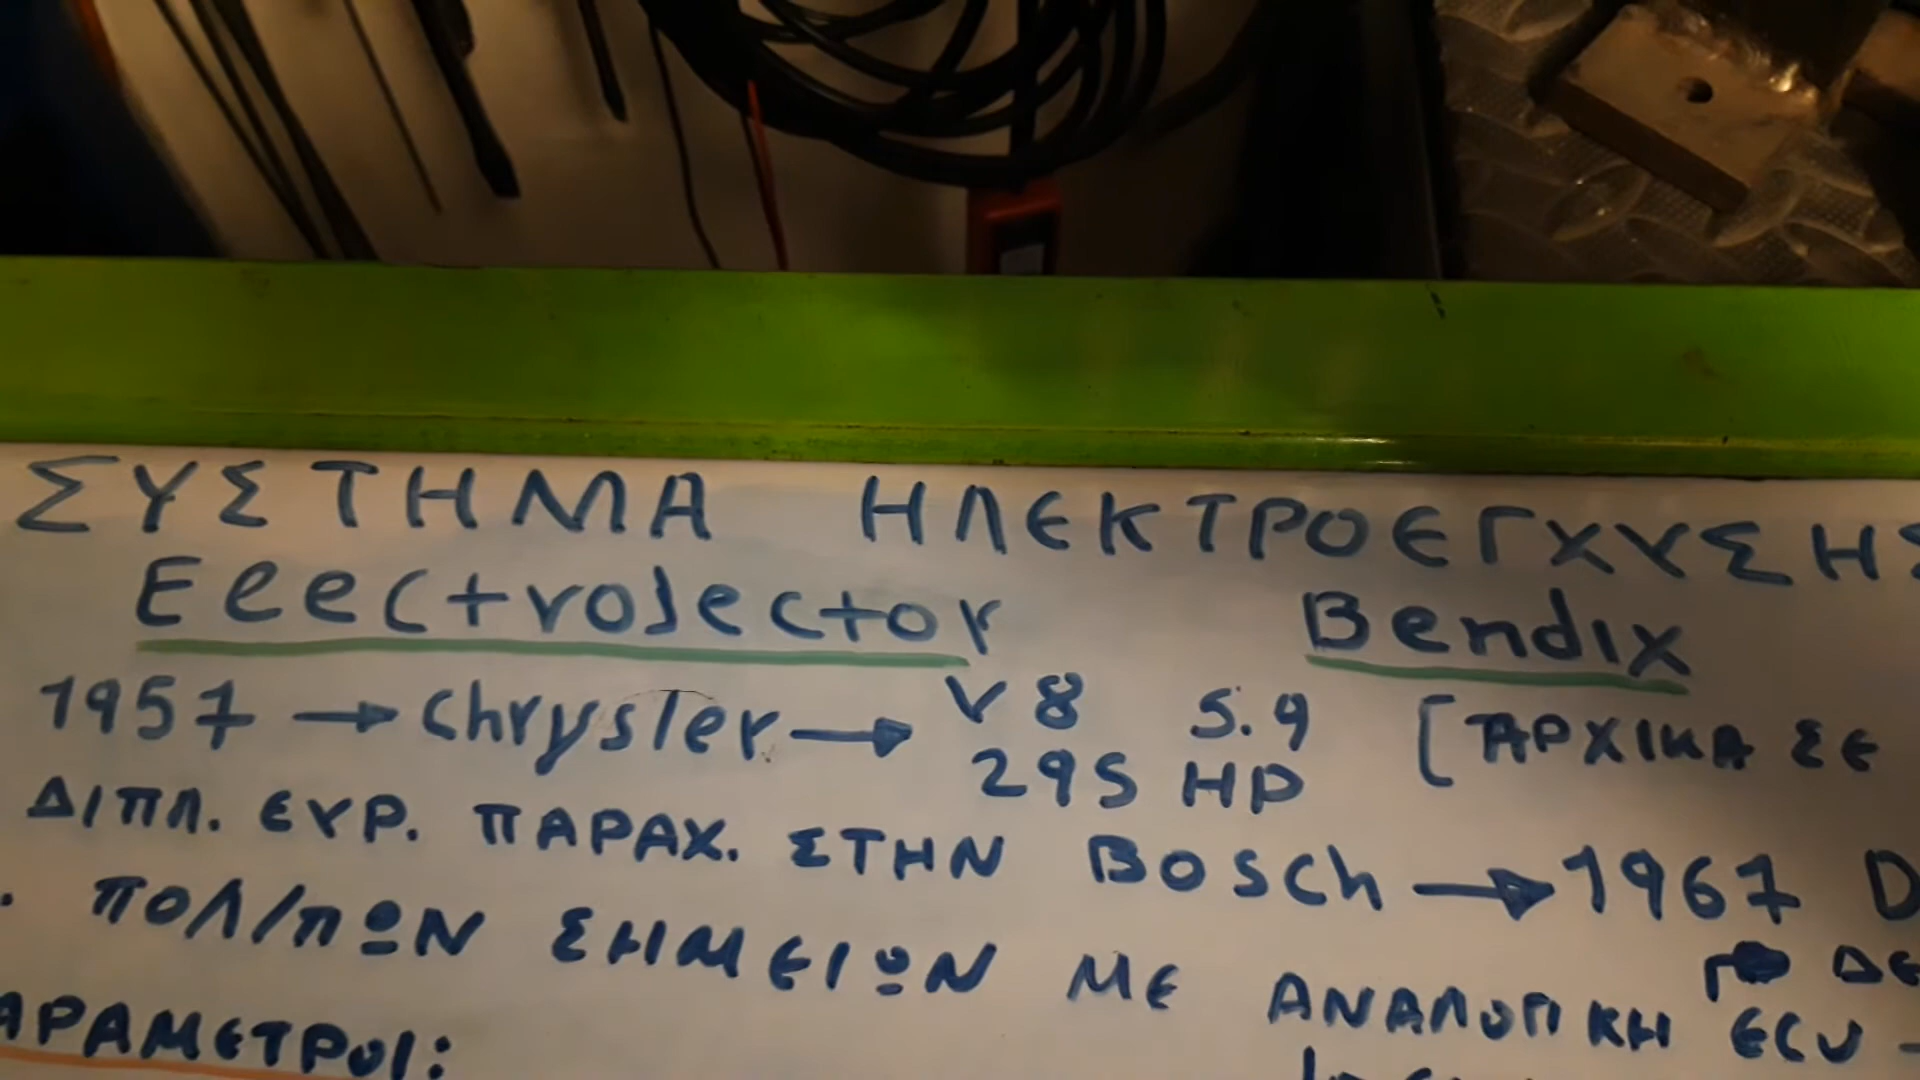 ΣΥΣΤΗΜΑ ΗΛΕΚΤΡΟΕΓΧΥΣΗΣ
Electrojector Bendix
1957 → Chrysler → V8 5.9 [ΑΡΧΙΚΑ ΣΕ
295 HP
ΔΙΠΛ. ΕΥΡ. ΠΑΡΑΧ. ΣΤΗΝ BOSCh → 1967 D
. ΠΟΛ/ΠΩΝ ΣΗΜΕΙΩΝ ΜΕ ΑΝΑΛΟΓΙΚΗ ECU
ΔΕ
ΑΡΑΜΕΤΡΟΙ: